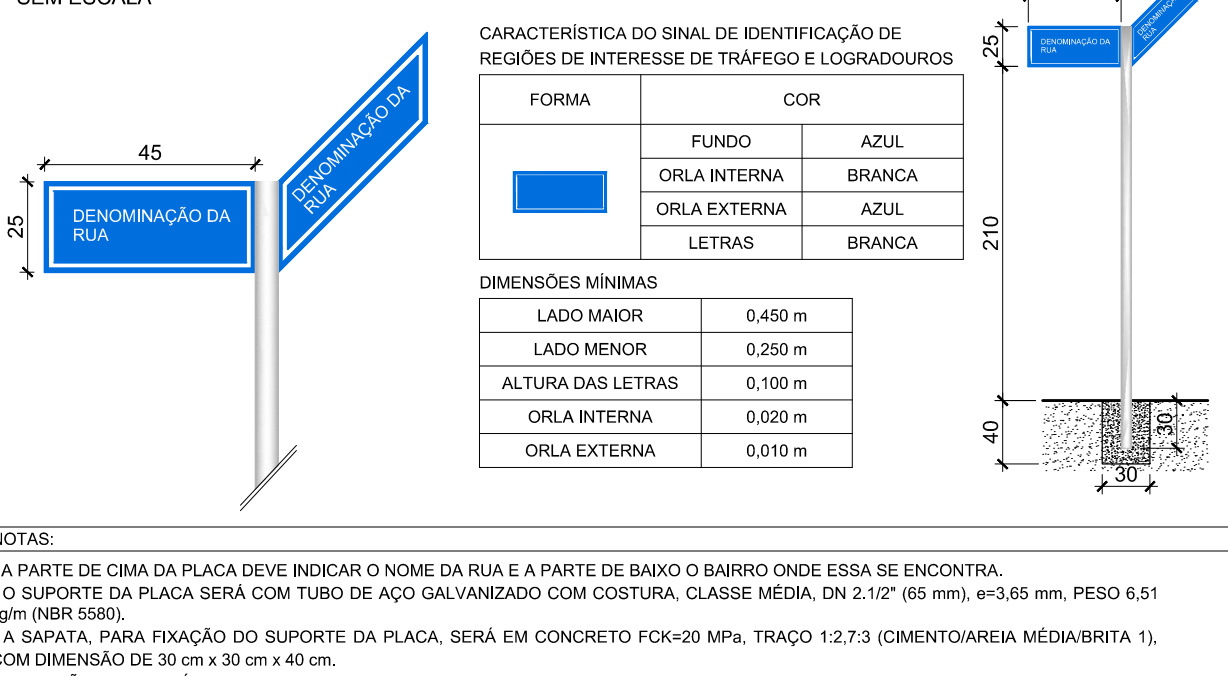 SEM ESCALA
45
25
DENOMINAÇÃO DA
RUA
DENOMINAÇÃO DA
RUA
CARACTERÍSTICA DO SINAL DE IDENTIFICAÇÃO DE
REGIÕES DE INTERESSE DE TRÁFEGO E LOGRADOUROS
FORMA COR
FUNDO AZUL
ORLA INTERNA BRANCA
ORLA EXTERNA AZUL
LETRAS BRANCA
DIMENSÕES MÍNIMAS
LADO MAIOR 0,450 m
LADO MENOR 0,250 m
ALTURA DAS LETRAS 0,100 m
ORLA INTERNA 0,020 m
ORLA EXTERNA 0,010 m
25
DENOMINAÇÃO DA
RUA
DENOMINAÇÃO
RUA
210
40
30
30
NOTAS:
A PARTE DE CIMA DA PLACA DEVE INDICAR O NOME DA RUA E A PARTE DE BAIXO O BAIRRO ONDE ESSA SE ENCONTRA.
O SUPORTE DA PLACA SERÁ COM TUBO DE AÇO GALVANIZADO COM COSTURA, CLASSE MÉDIA, DN 2.1/2" (65 mm), e=3,65 mm, PESO 6,51
g/m (NBR 5580).
A SAPATA, PARA FIXAÇÃO DO SUPORTE DA PLACA, SERÁ EM CONCRETO FCK=20 MPa, TRAÇO 1:2,7:3 (CIMENTO/AREIA MÉDIA/BRITA 1),
COM DIMENSÃO DE 30 cm x 30 cm x 40 cm.